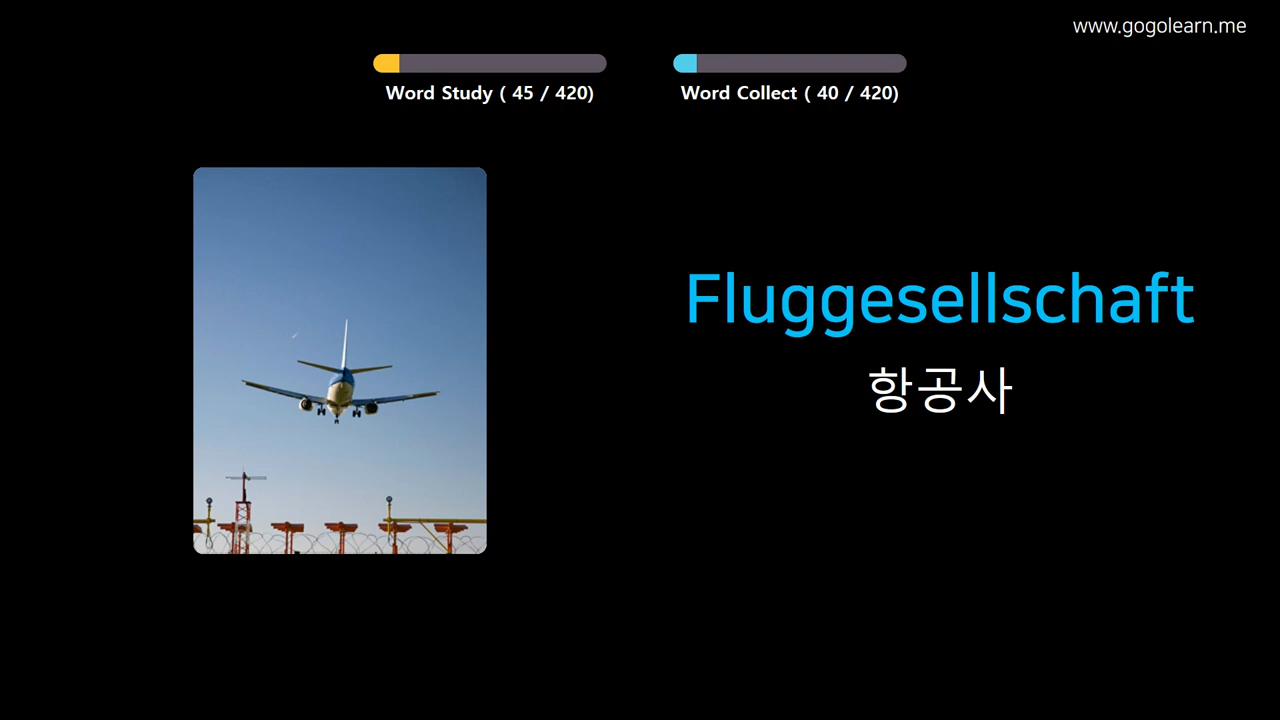 www.gogolearn.me
Word Study ( 45 / 420)
Word Collect ( 40 / 420)
Fluggesellschaft
항공사